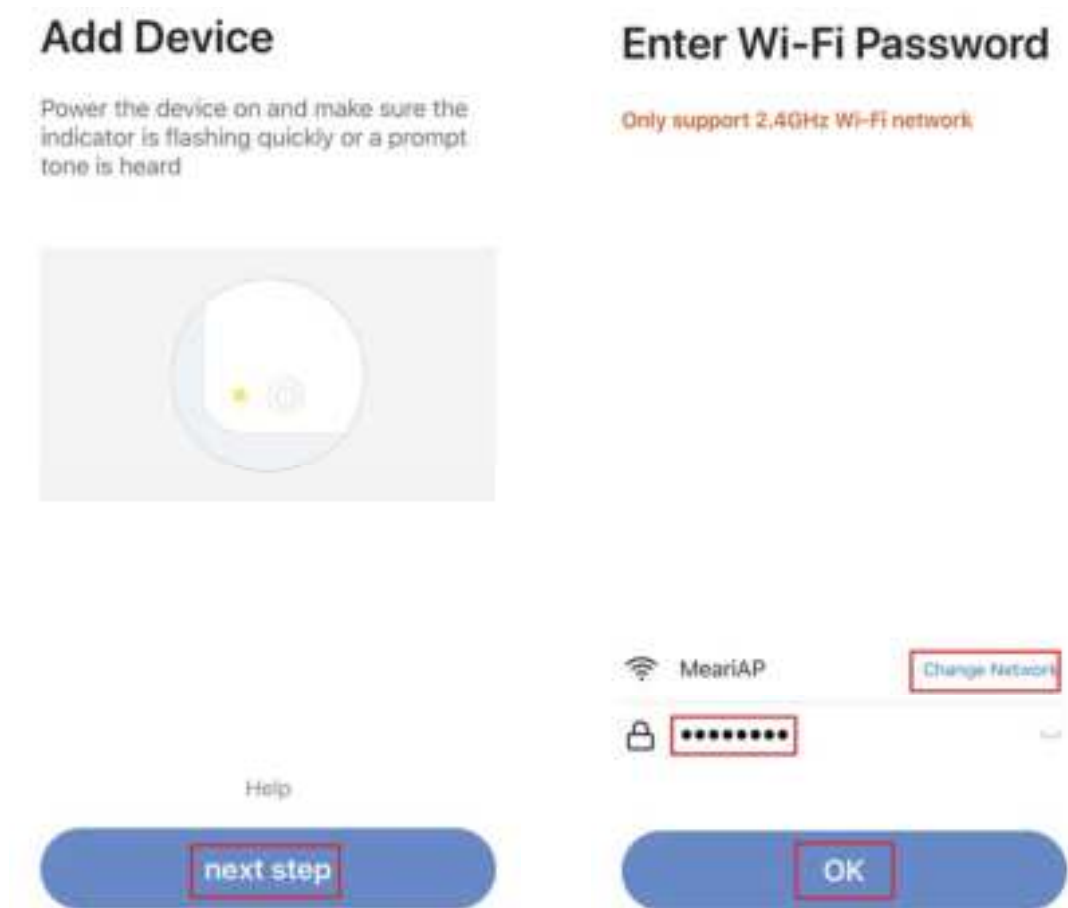 Add Device
Power the device on and make sure the
indicator is flashing quickly or a prompt
tone is heard
Help
next step
Enter Wi-Fi Password
Only support 2.4GHz Wi-Fi network
MeariAP
Change Network
••••••••
OK